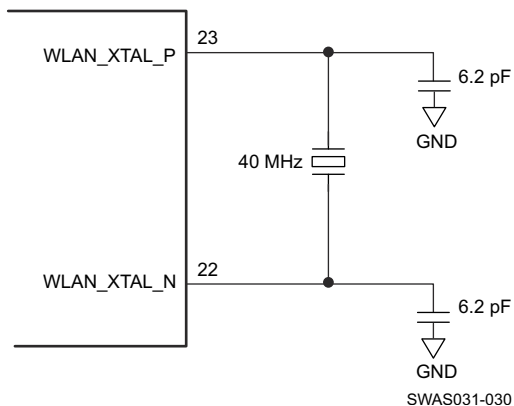 WLAN_XTAL_P
23
6.2 pF
GND
40 MHz
WLAN_XTAL_N
22
6.2 pF
GND
SWAS031-030